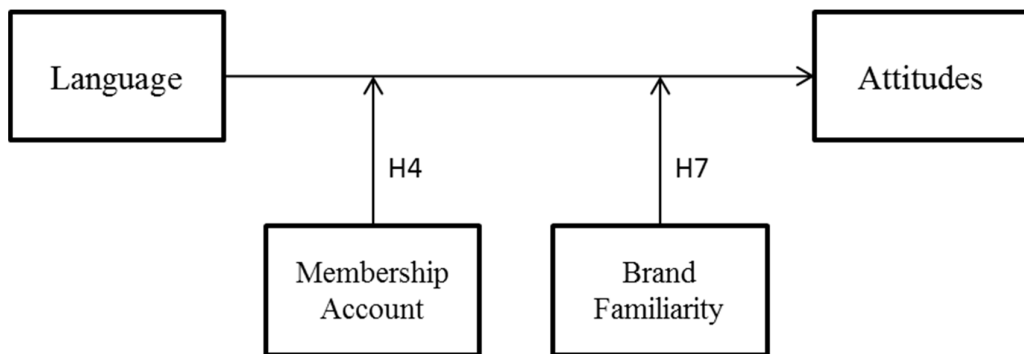 Language
Attitudes
H4
H7
Membership
Account
Brand
Familiarity